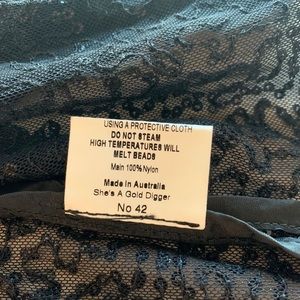 USING A PROTECTIVE CLOTH
DO NOT STEAM
HIGH TEMPERATURES WILL
MELT BEADS
Main 100% Nylon
Made in Australia
She's A Gold Digger
No 42